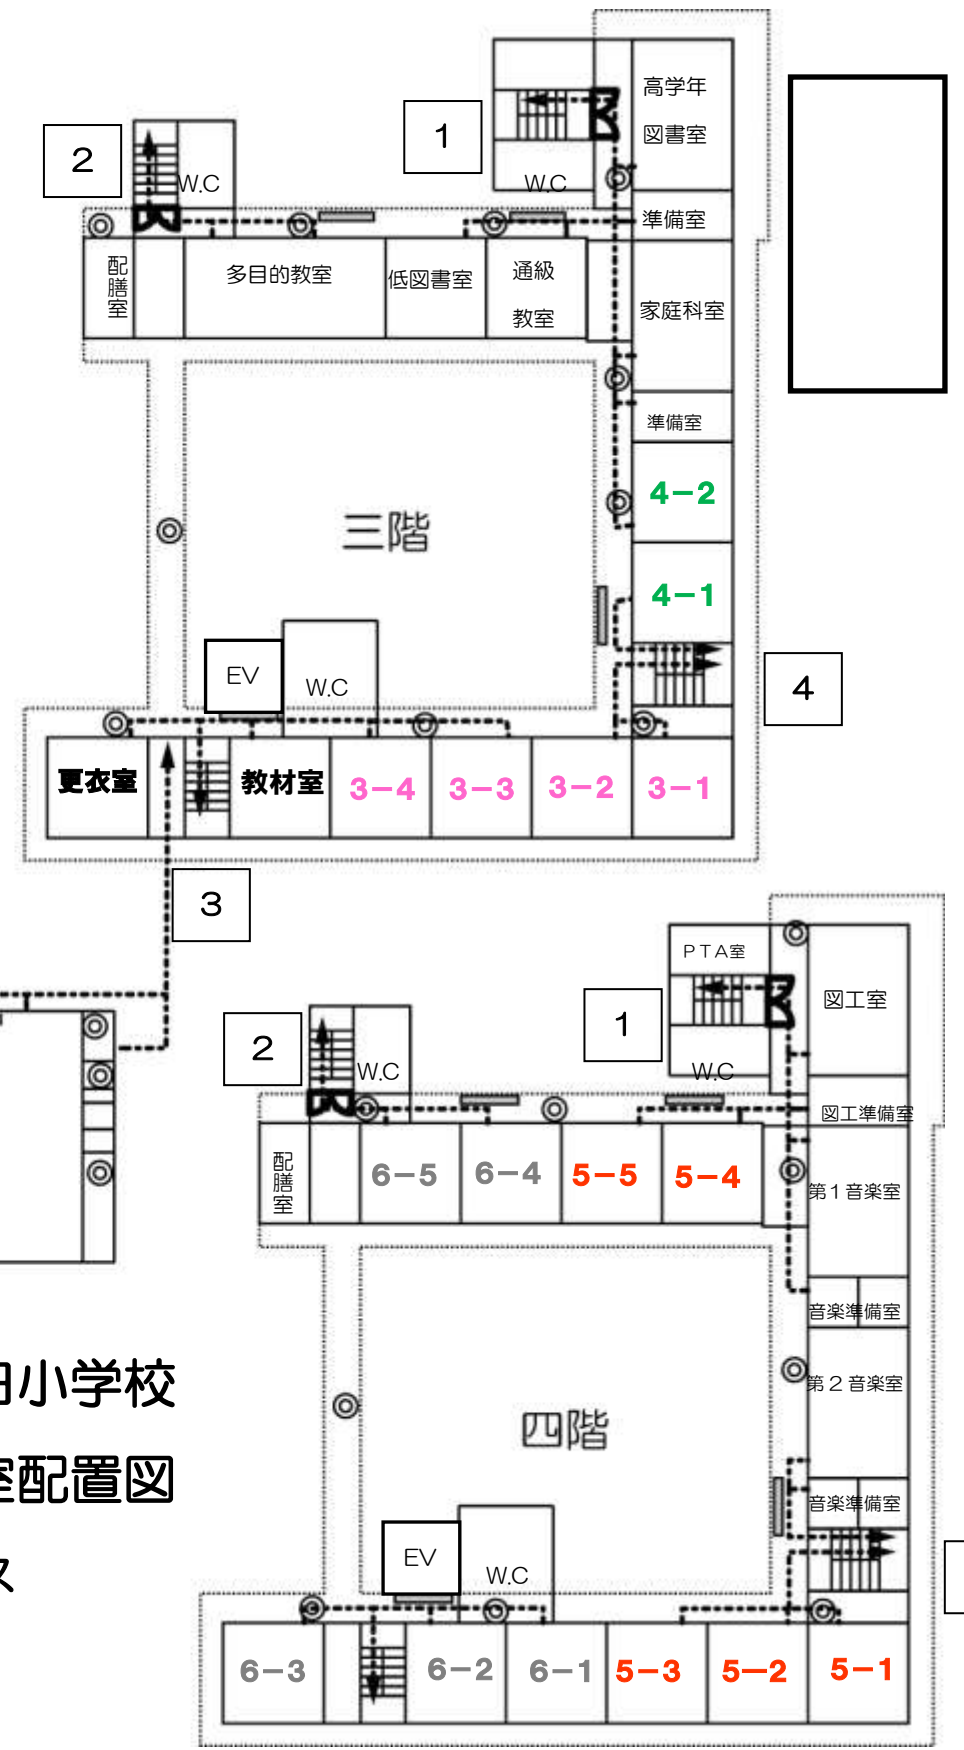 高学年
図書室
1
2
W.C
W.C
準備室
配膳室
多目的教室
低図書室
通級
教室
家庭科室
準備室
4-2
三階
4-1
EV
W.C
4
更衣室
教材室
3-4
3-3
3-2
3-1
3
PTA室
図工室
1
2
W.C
W.C
図工準備室
配膳室
6-5
6-4
5-5
5-4
第1音楽室
音楽準備室
小学校
第2音楽室
四階
室配置図
音楽準備室
EV
W.C
6-3
6-2
6-1
5-3
5-2
5-1